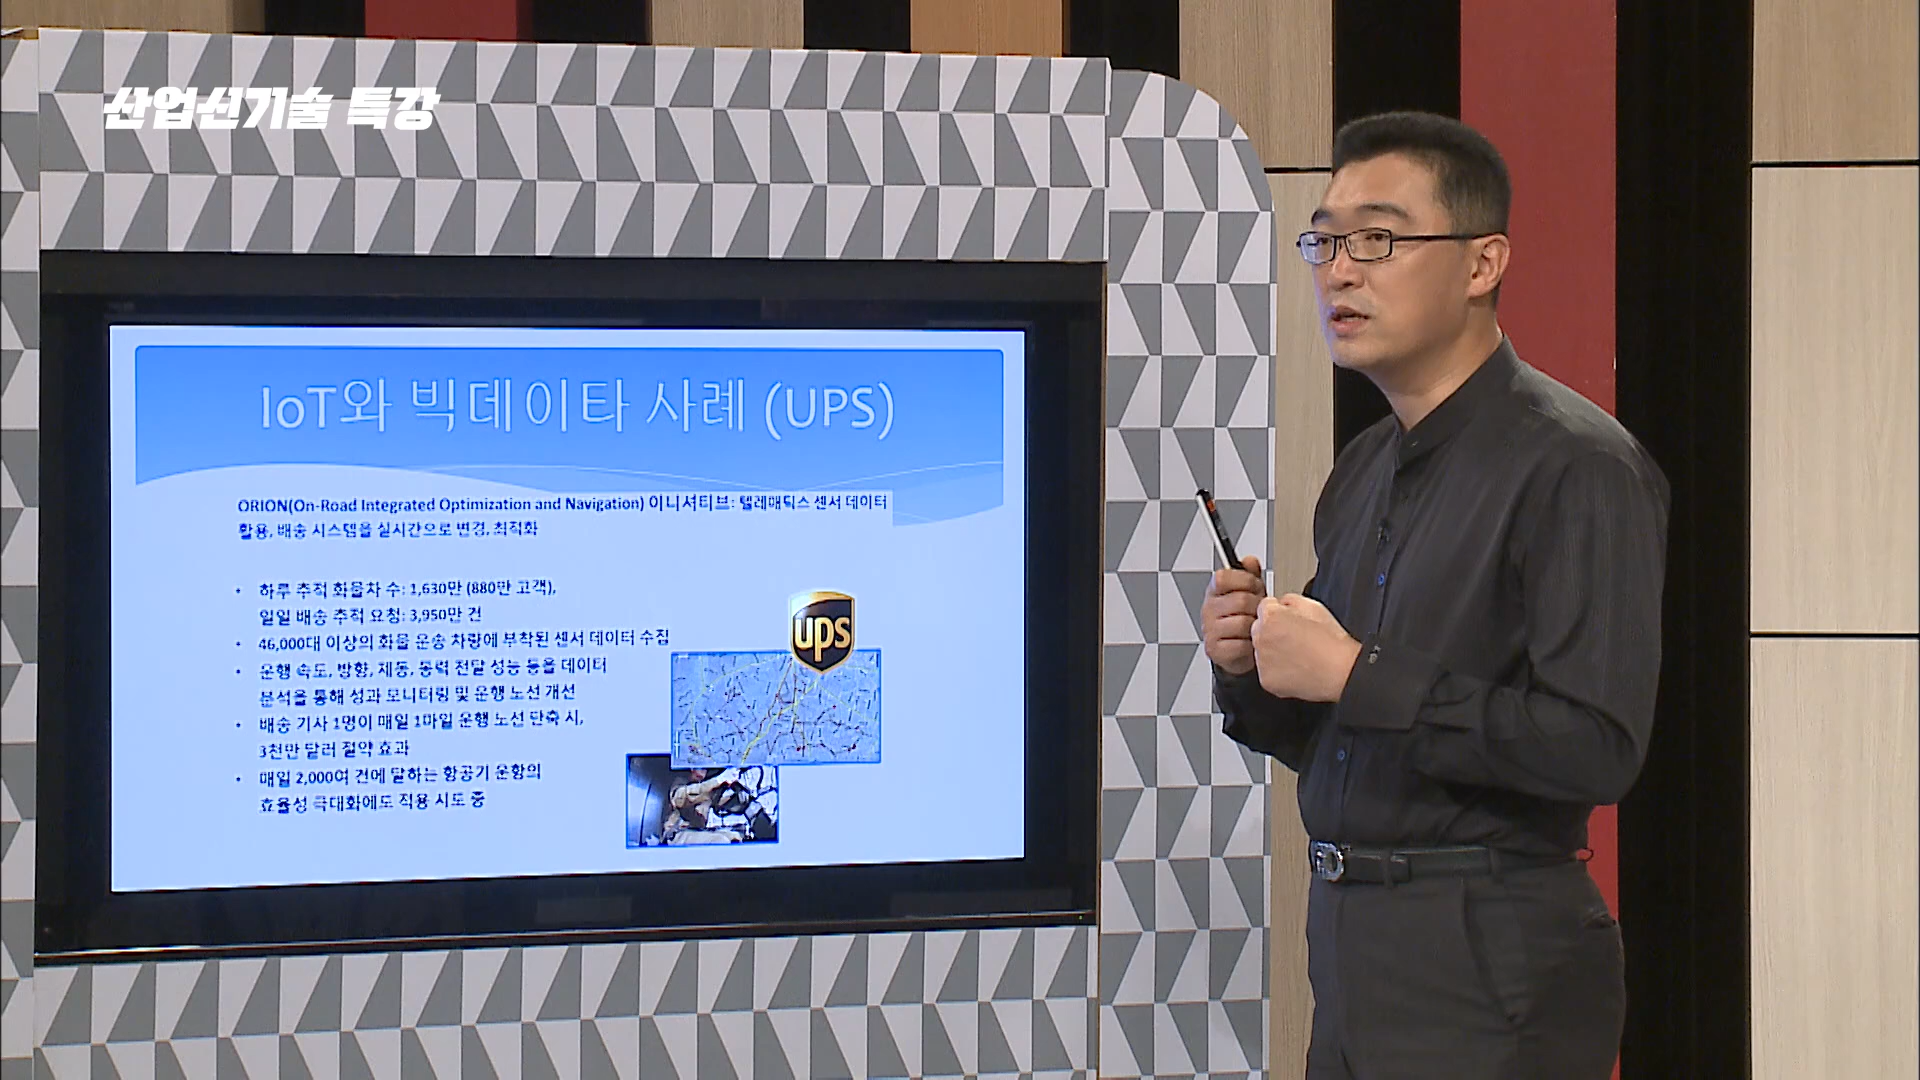 산업신기술 특강
IoT와 빅데이타 사례 (UPS)
ORION(On-Road Integrated Optimization and Navigation) 이니셔티브: 텔레매틱스 센서 데이터
활용, 배송 시스템을 실시간으로 변경, 최적화
• 하루 추적 화물차 수: 1,630만 (880만 고객),
일일 배송 추적 요청: 3,950만 건
• 46,000대 이상의 화물 운송 차량에 부착된 센서 데이터 수집
• 운행 속도, 방향, 제동, 동력 전달 성능 등을 데이터
분석을 통해 성과 모니터링 및 운행 노선 개선
• 배송 기사 1명이 매일 1마일 운행 노선 단축 시,
3천만 달러 절약 효과
• 매일 2,000여 건에 달하는 항공기 운항의
효율성 극대화에도 적용 시도 중
ups